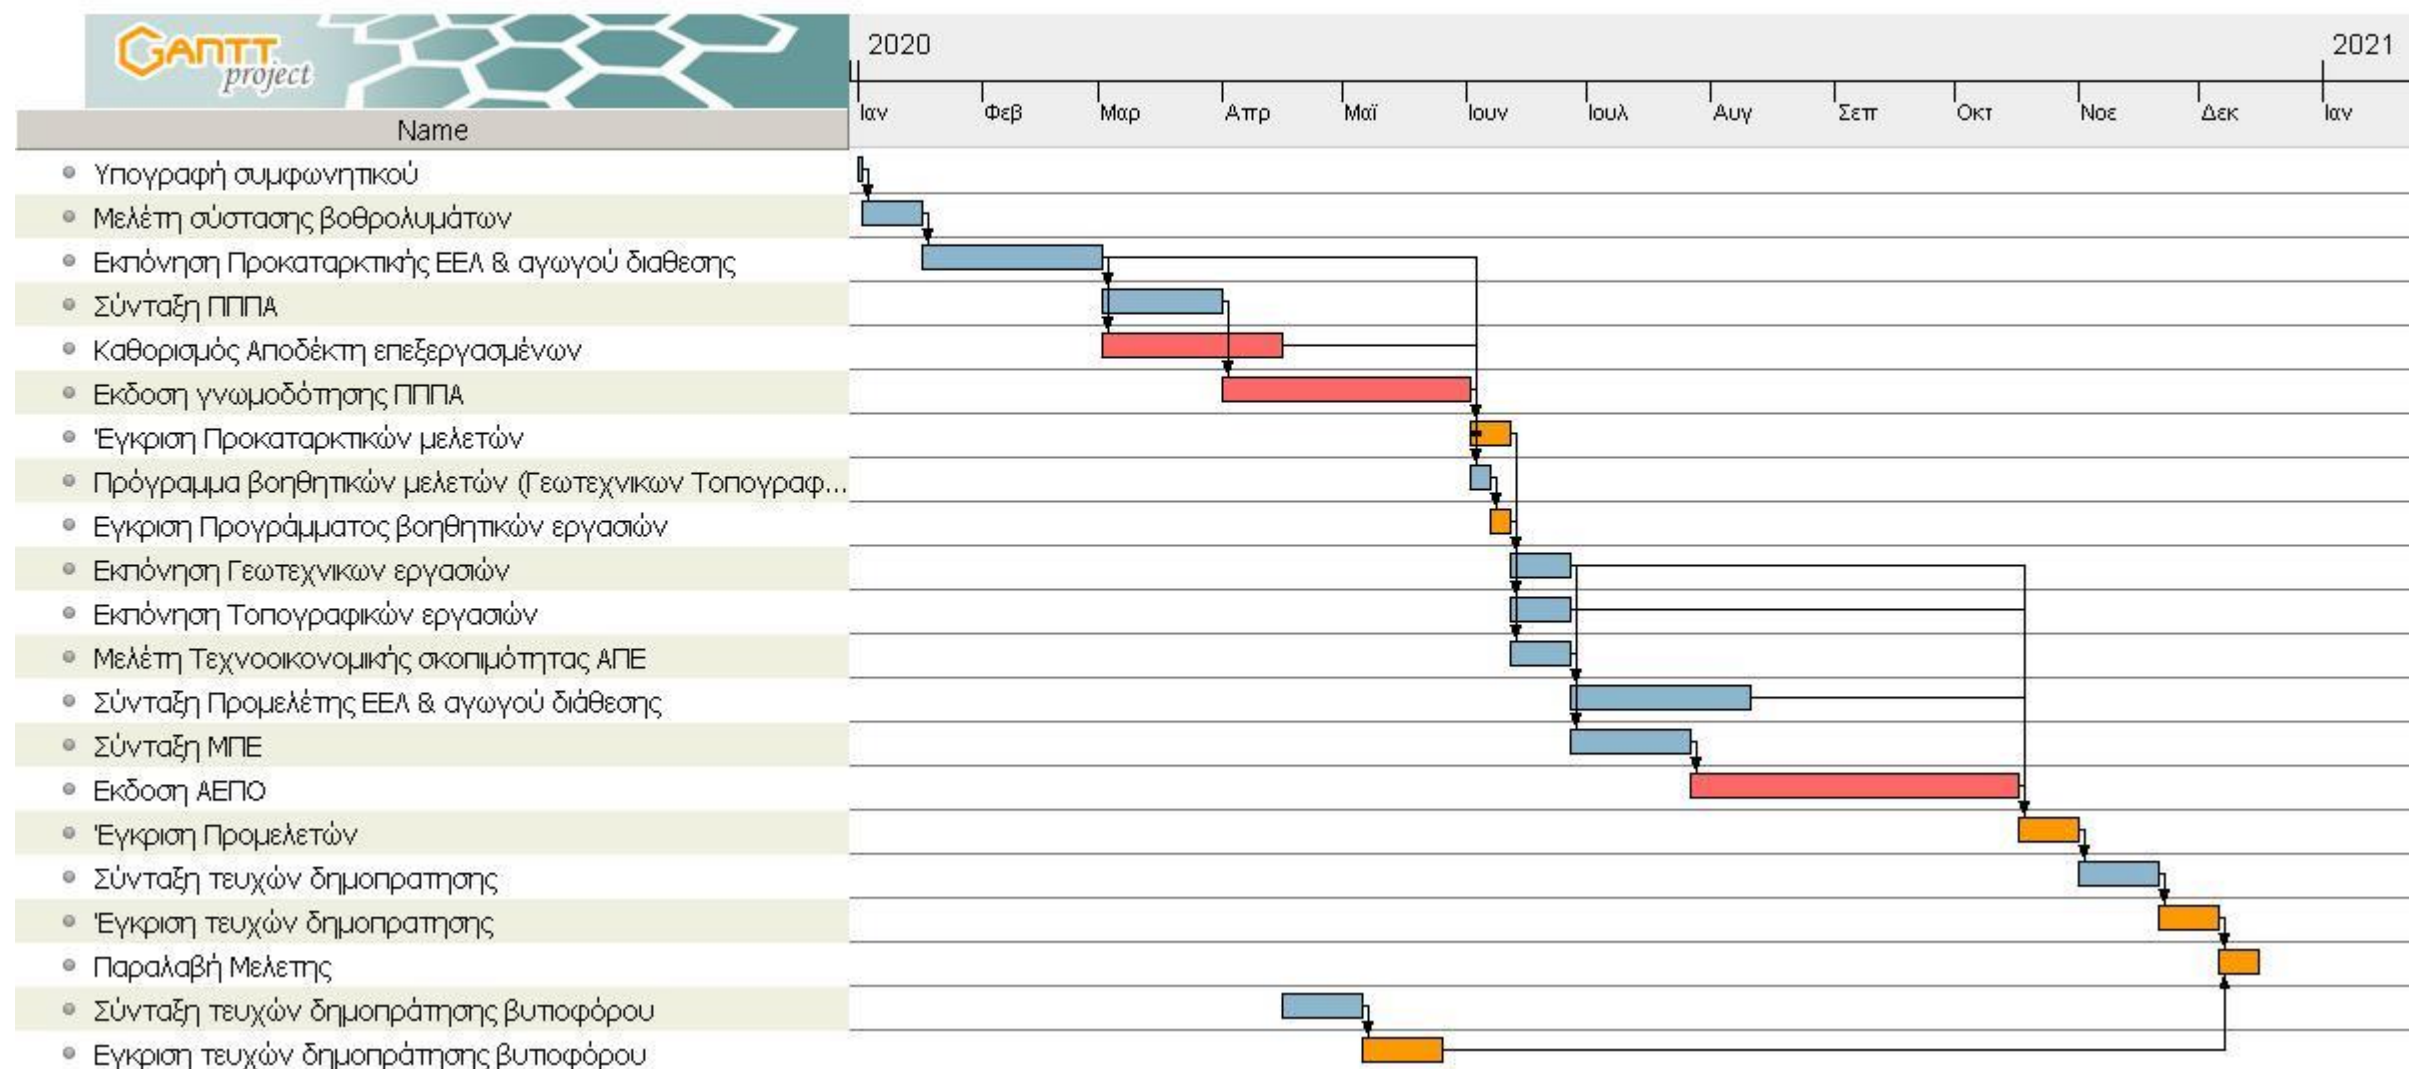 GANTT
project
2020
2021
Ιαν
Φεβ
Μαρ
Απρ
Μαϊ
Ιουν
Ιουλ
Αυγ
Σεπ
Οκτ
Νοε
Δεκ
Ιαν
Name
Υπογραφή συμφωνητικού
Μελέτη σύστασης βοθρολυμάτων
Εκπόνηση Προκαταρκτικής ΕΕΛ & αγωγού διαθεσης
Σύνταξη ΠΠΠΑ
Καθορισμός Αποδέκτη επεξεργασμένων
Εκδοση γνωμοδότησης ΠΠΠΑ
Έγκριση Προκαταρκτικών μελετών
Πρόγραμμα βοηθητικών μελετών (Γεωτεχνικων Τοπογραφ...
Εγκριση Προγράμματος βοηθητικών εργασιών
Εκπόνηση Γεωτεχνικων εργασιών
Εκπόνηση Τοπογραφικών εργασιών
Μελέτη Τεχνοοικονομικής σκοπιμότητας ΑΠΕ
Σύνταξη Προμελέτης ΕΕΛ & αγωγού διάθεσης
Σύνταξη ΜΠΕ
Εκδοση ΑΕΠΟ
Έγκριση Προμελετών
Σύνταξη τευχών δημοπρατησης
Έγκριση τευχών δημοπρατησης
Παραλαβή Μελετης
Σύνταξη τευχών δημοπράτησης βυτιοφόρου
Εγκριση τευχών δημοπράτησης βυτιοφόρου